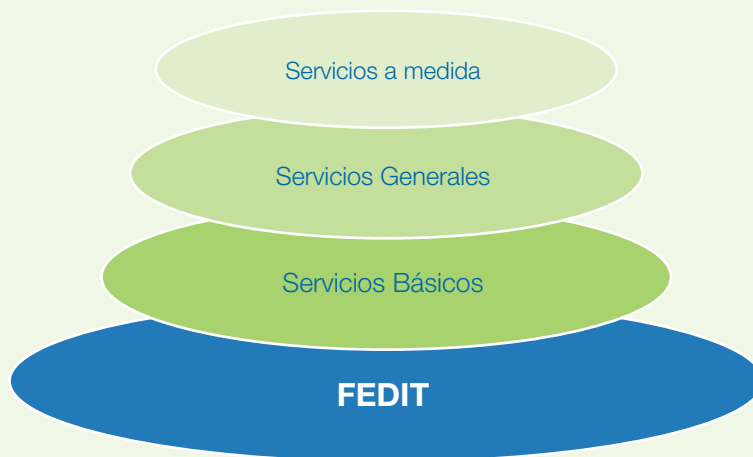 Servicios a medida
Servicios Generales
Servicios Básicos
FEDIT